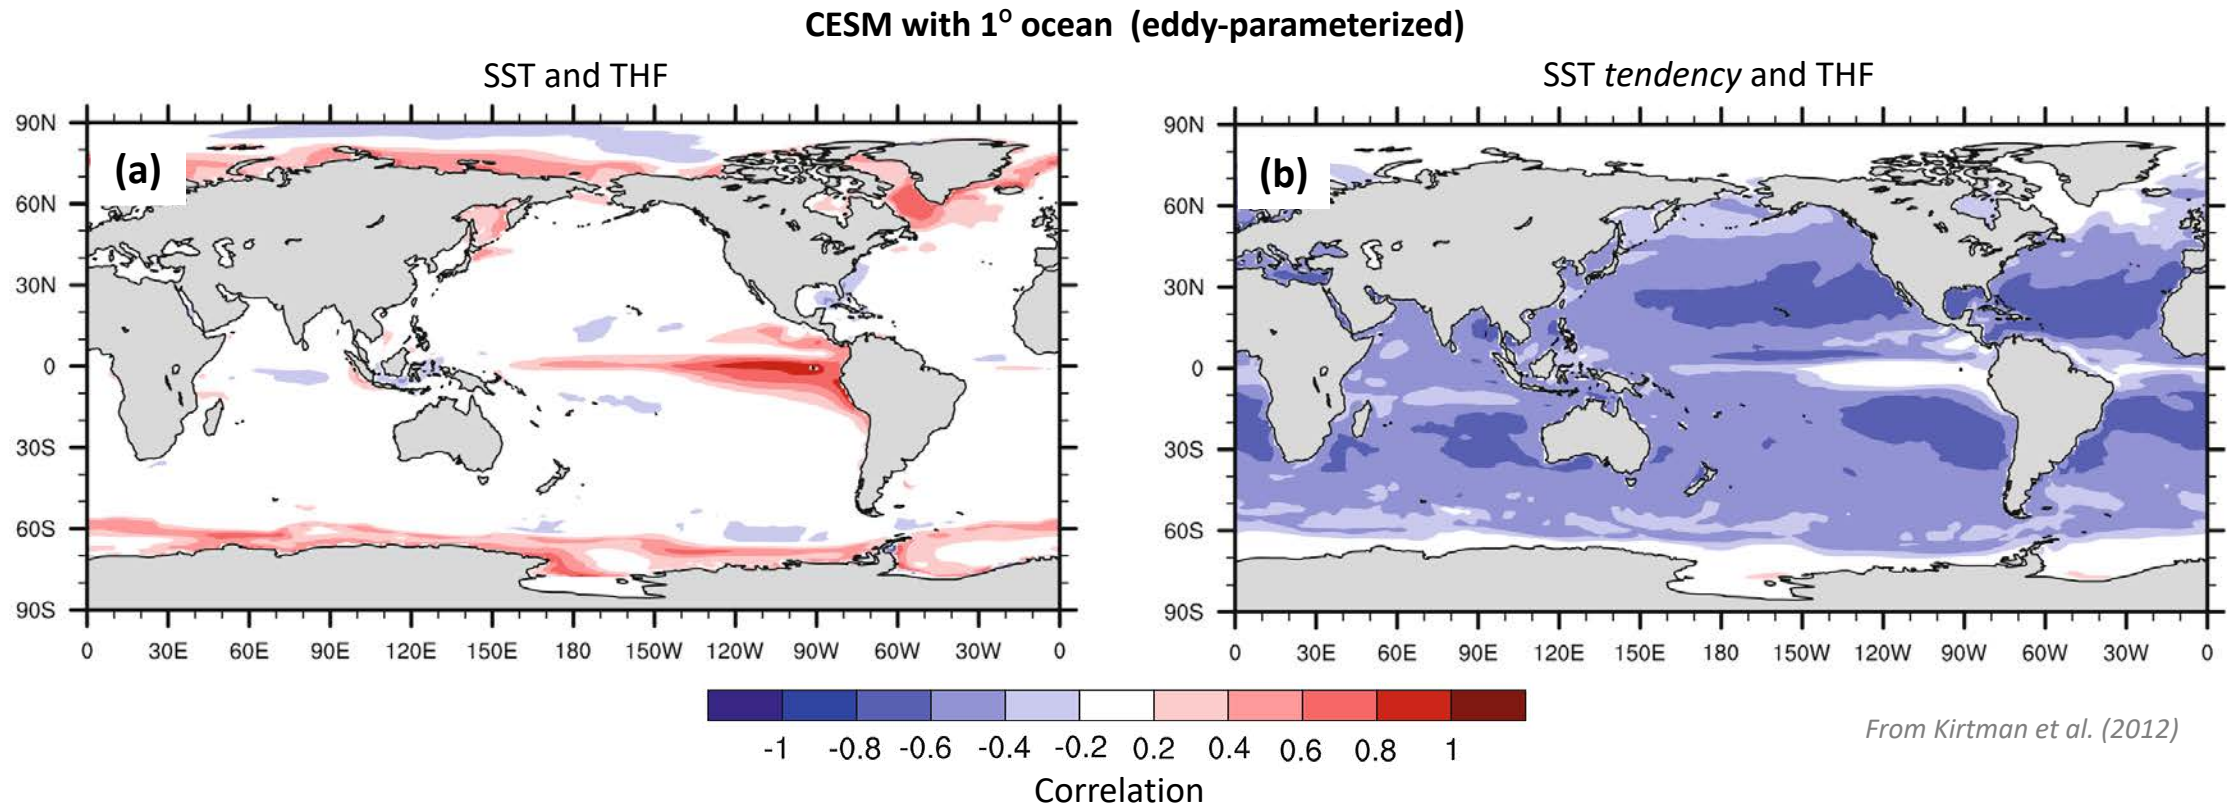 CESM with 1° ocean (eddy-parameterized)
SST and THF
SST tendency and THF
(a)
90N
60N
30N
0
30S
60S
90S
0 30E 60E 90E 120E 150E 180 150W 120W 90W 60W 30W 0
(b)
90N
60N
30N
0
30S
60S
90S
0 30E 60E 90E 120E 150E 180 150W 120W 90W 60W 30W 0
-1 -0.8 -0.6 -0.4 -0.2 0.2 0.4 0.6 0.8 1
Correlation
From Kirtman et al. (2012)